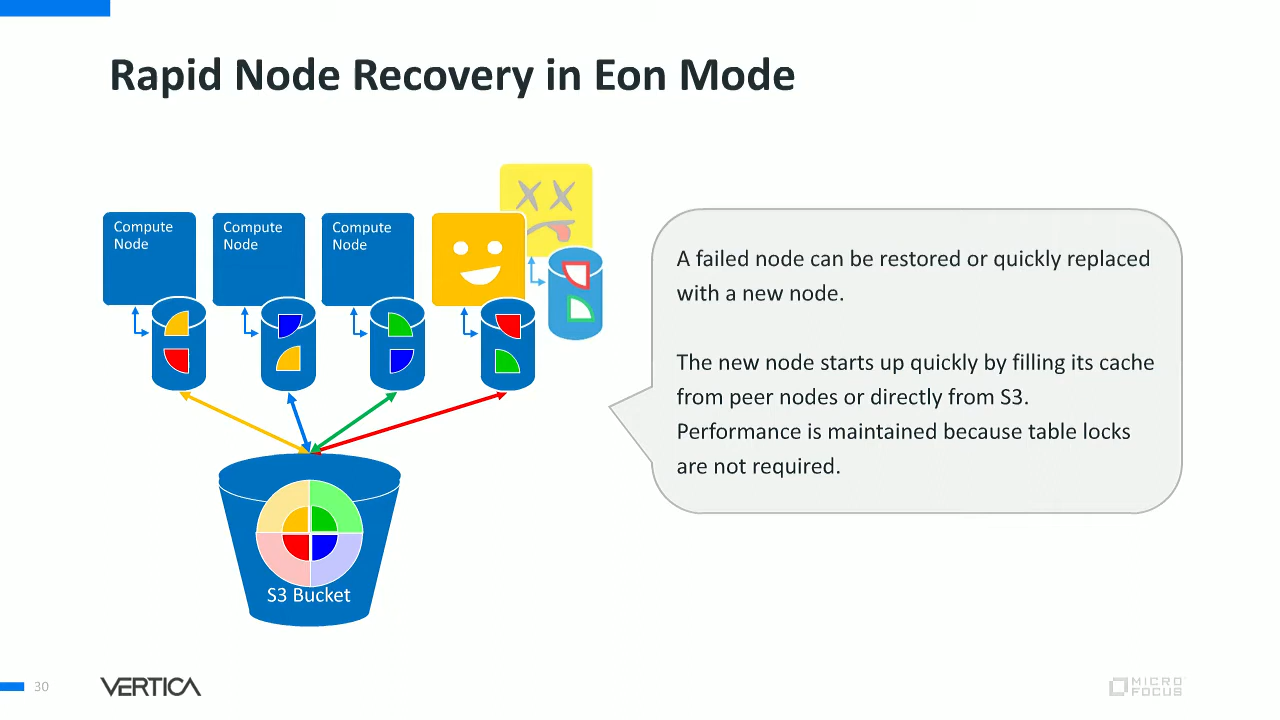 Rapid Node Recovery in Eon Mode
Compute
Node
Compute
Node
Compute
Node
A failed node can be restored or quickly replaced
with a new node.
The new node starts up quickly by filling its cache
from peer nodes or directly from S3.
Performance is maintained because table locks
are not required.
S3 Bucket
30
VERTICA
MICRO
FOCUS